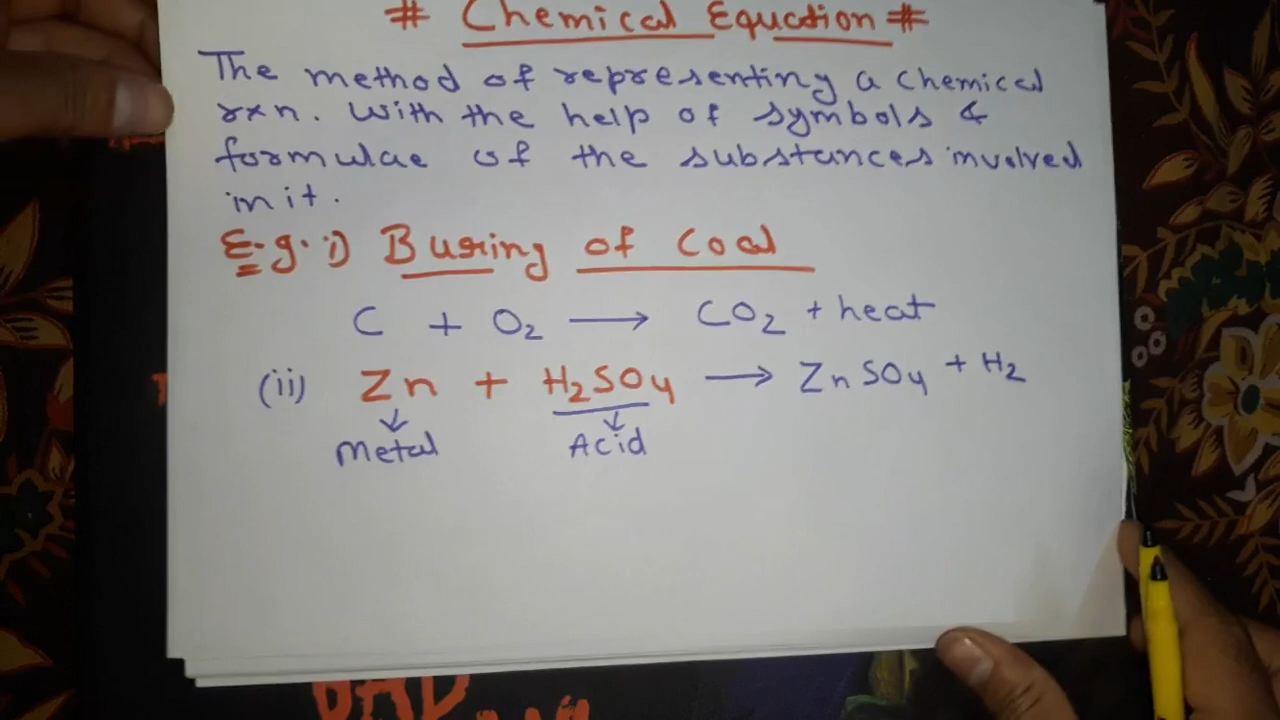 # Chemical Equation #
The method of representing a chemical
rxn. With the help of symbols &
formulae of the substances involved
in it.
E.g. i) Buring of Coal
C + O2 → CO2 + heat
(ii) Zn + H2SO4 → ZnSO4 + H2
↓ ↓
Metal Acid
BAD